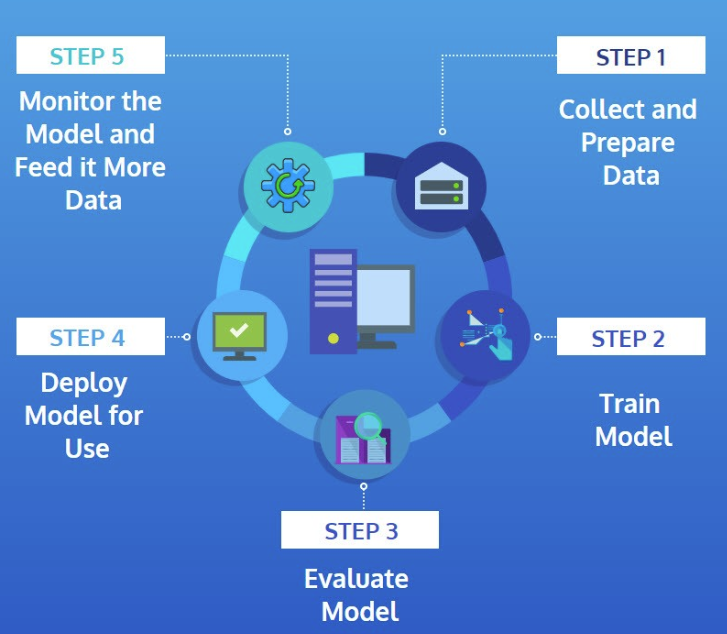 STEP 1
Collect and
Prepare
Data
STEP 2
Train
Model
STEP 3
Evaluate
Model
STEP 4
Deploy
Model for
Use
STEP 5
Monitor the
Model and
Feed it More
Data